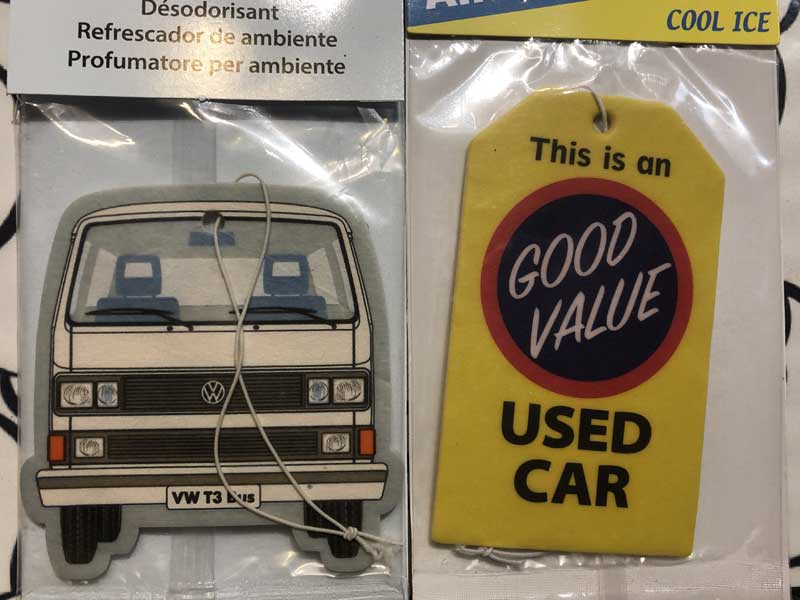 Désodorisant
Refrescador de ambiente
Profumatore per ambiente
VW
VW T3 Bus
COOL ICE
This is an
GOOD
VALUE
USED
CAR